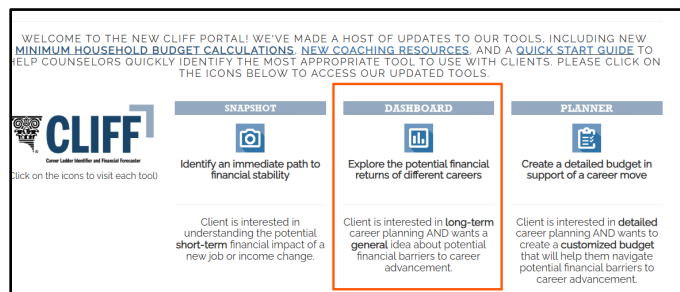 WELCOME TO THE NEW CLIFF PORTAL! WE'VE MADE A HOST OF UPDATES TO OUR TOOLS, INCLUDING NEW
MINIMUM HOUSEHOLD BUDGET CALCULATIONS, NEW COACHING RESOURCES, AND A QUICK START GUIDE TO
HELP COUNSELORS QUICKLY IDENTIFY THE MOST APPROPRIATE TOOL TO USE WITH CLIENTS. PLEASE CLICK ON
THE ICONS BELOW TO ACCESS OUR UPDATED TOOLS.
CLIFF
Career Ladder Identifier and Financial Forecaster
Click on the icons to visit each tool)
SNAPSHOT
Identify an immediate path to
financial stability
Client is interested in
understanding the potential
short-term financial impact of a
new job or income change.
DASHBOARD
Explore the potential financial
returns of different careers
Client is interested in long-term
career planning AND wants a
general idea about potential
financial barriers to career
advancement.
PLANNER
Create a detailed budget in
support of a career move
Client is interested in detailed
career planning AND wants to
create a customized budget
that will help them navigate
potential financial barriers to
career advancement.